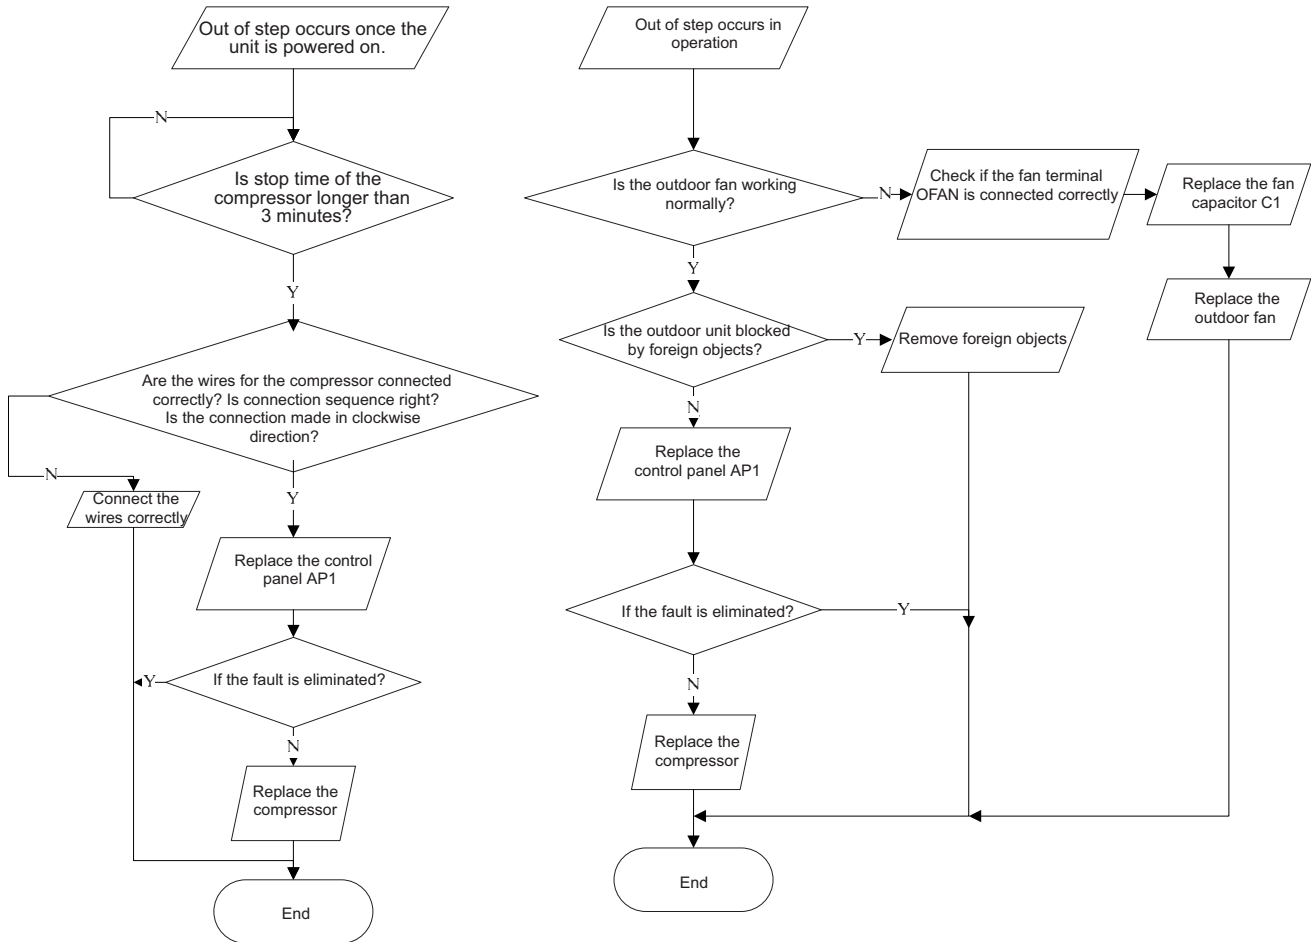 Out of step occurs once the
unit is powered on.
N
Is stop time of the
compressor longer than
3 minutes?
Y
Are the wires for the compressor connected
correctly? Is connection sequence right?
Is the connection made in clockwise
direction?
N
Connect the
wires correctly
Y
Replace the control
panel AP1
If the fault is eliminated?
Y
N
Replace the
compressor
End
Out of step occurs in
operation
Is the outdoor fan working
normally?
N
Check if the fan terminal
OFAN is connected correctly
Replace the fan
capacitor C1
Replace the
outdoor fan
Y
Is the outdoor unit blocked
by foreign objects?
Y
Remove foreign objects
N
Replace the
control panel AP1
If the fault is eliminated?
Y
N
Replace the
compressor
End